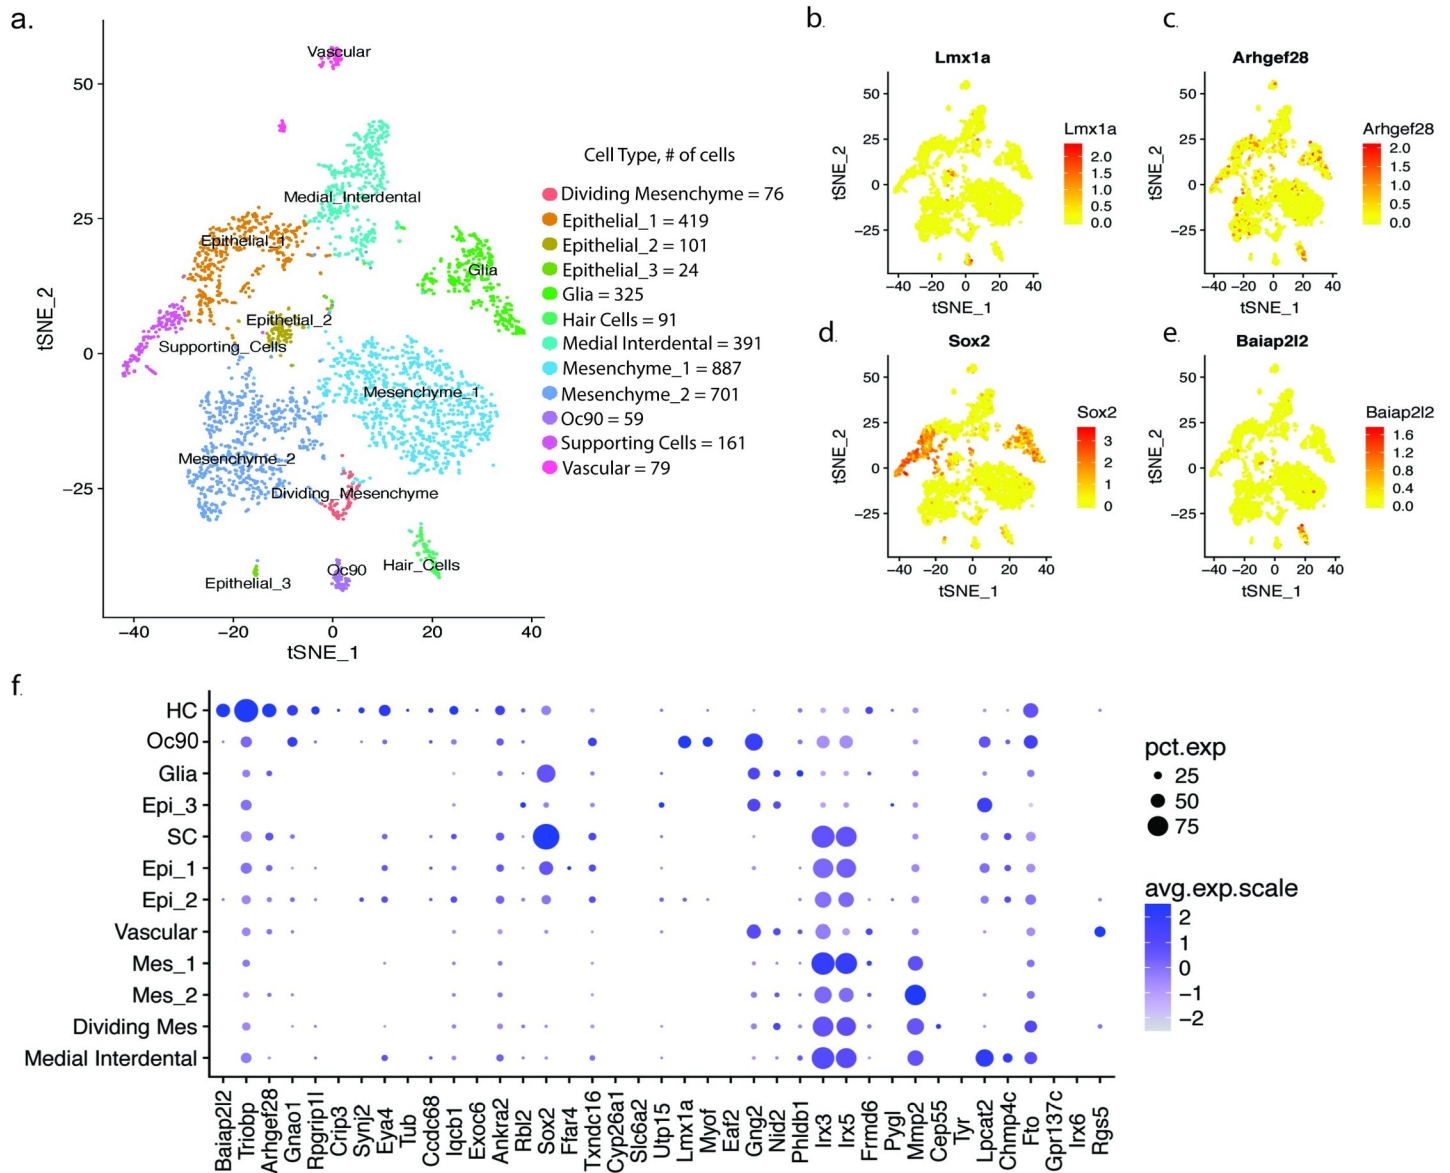 a.
Vascular
Medial_Interdental
Epithelial_1
Glia
Epithelial_2
Supporting_Cells
Mesenchyme_1
Mesenchyme_2
Dividing_Mesenchyme
Oc90
Hair_Cells
Epithelial_3
50
25
0
−25
tSNE_2
−40
−20
0
20
40
tSNE_1
Cell Type, # of cells
Dividing Mesenchyme = 76
Epithelial_1 = 419
Epithelial_2 = 101
Epithelial_3 = 24
Glia = 325
Hair Cells = 91
Medial Interdental = 391
Mesenchyme_1 = 887
Mesenchyme_2 = 701
Oc90 = 59
Supporting Cells = 161
Vascular = 79
b.
Lmx1a
50
25
0
−25
tSNE_2
−40 −20 0 20 40
tSNE_1
Lmx1a
2.0
1.5
1.0
0.5
0.0
c.
Arhgef28
50
25
0
−25
tSNE_2
−40 −20 0 20 40
tSNE_1
Arhgef28
2.0
1.5
1.0
0.5
0.0
d.
Sox2
50
25
0
−25
tSNE_2
−40 −20 0 20 40
tSNE_1
Sox2
3
2
1
0
e.
Baiap2l2
50
25
0
−25
tSNE_2
−40 −20 0 20 40
tSNE_1
Baiap2l2
1.6
1.2
0.8
0.4
0.0
f.
HC
Oc90
Glia
Epi_3
SC
Epi_1
Epi_2
Vascular
Mes_1
Mes_2
Dividing Mes
Medial Interdental
Baiap2l2
Triobp
Arhgef28
Gnao1
Rpgrip1l
Crip3
Synj2
Eya4
Tub
Ccdc68
Iqcb1
Exoc6
Ankra2
Rbl2
Sox2
Ffar4
Txndc16
Cyp26a1
Slc6a2
Utp15
Lmx1a
Myof
Eaf2
Gng2
Nid2
Phldb1
Irx3
Irx5
Frmd6
Pygl
Mmp2
Cep55
Tyr
Lpcat2
Chmp4c
Fto
Gpr137c
Irx6
Rgs5
pct.exp
25
50
75
avg.exp.scale
2
1
0
−1
−2